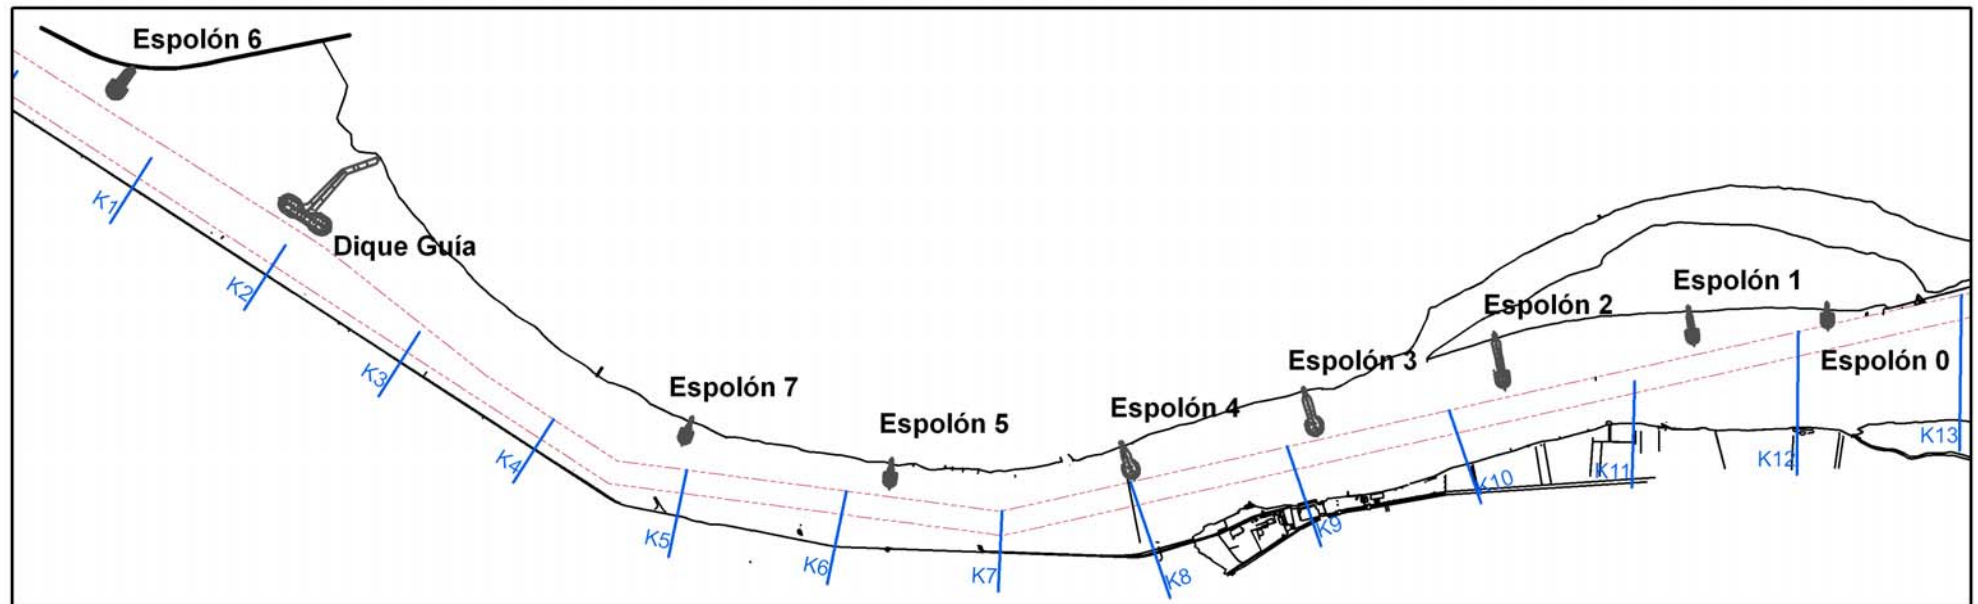 Espolón 6
Dique Guía
Espolón 7
Espolón 5
Espolón 4
Espolón 3
Espolón 2
Espolón 1
Espolón 0
K1
K2
K3
K4
K5
K6
K7
K8
K9
K10
K11
K12
K13